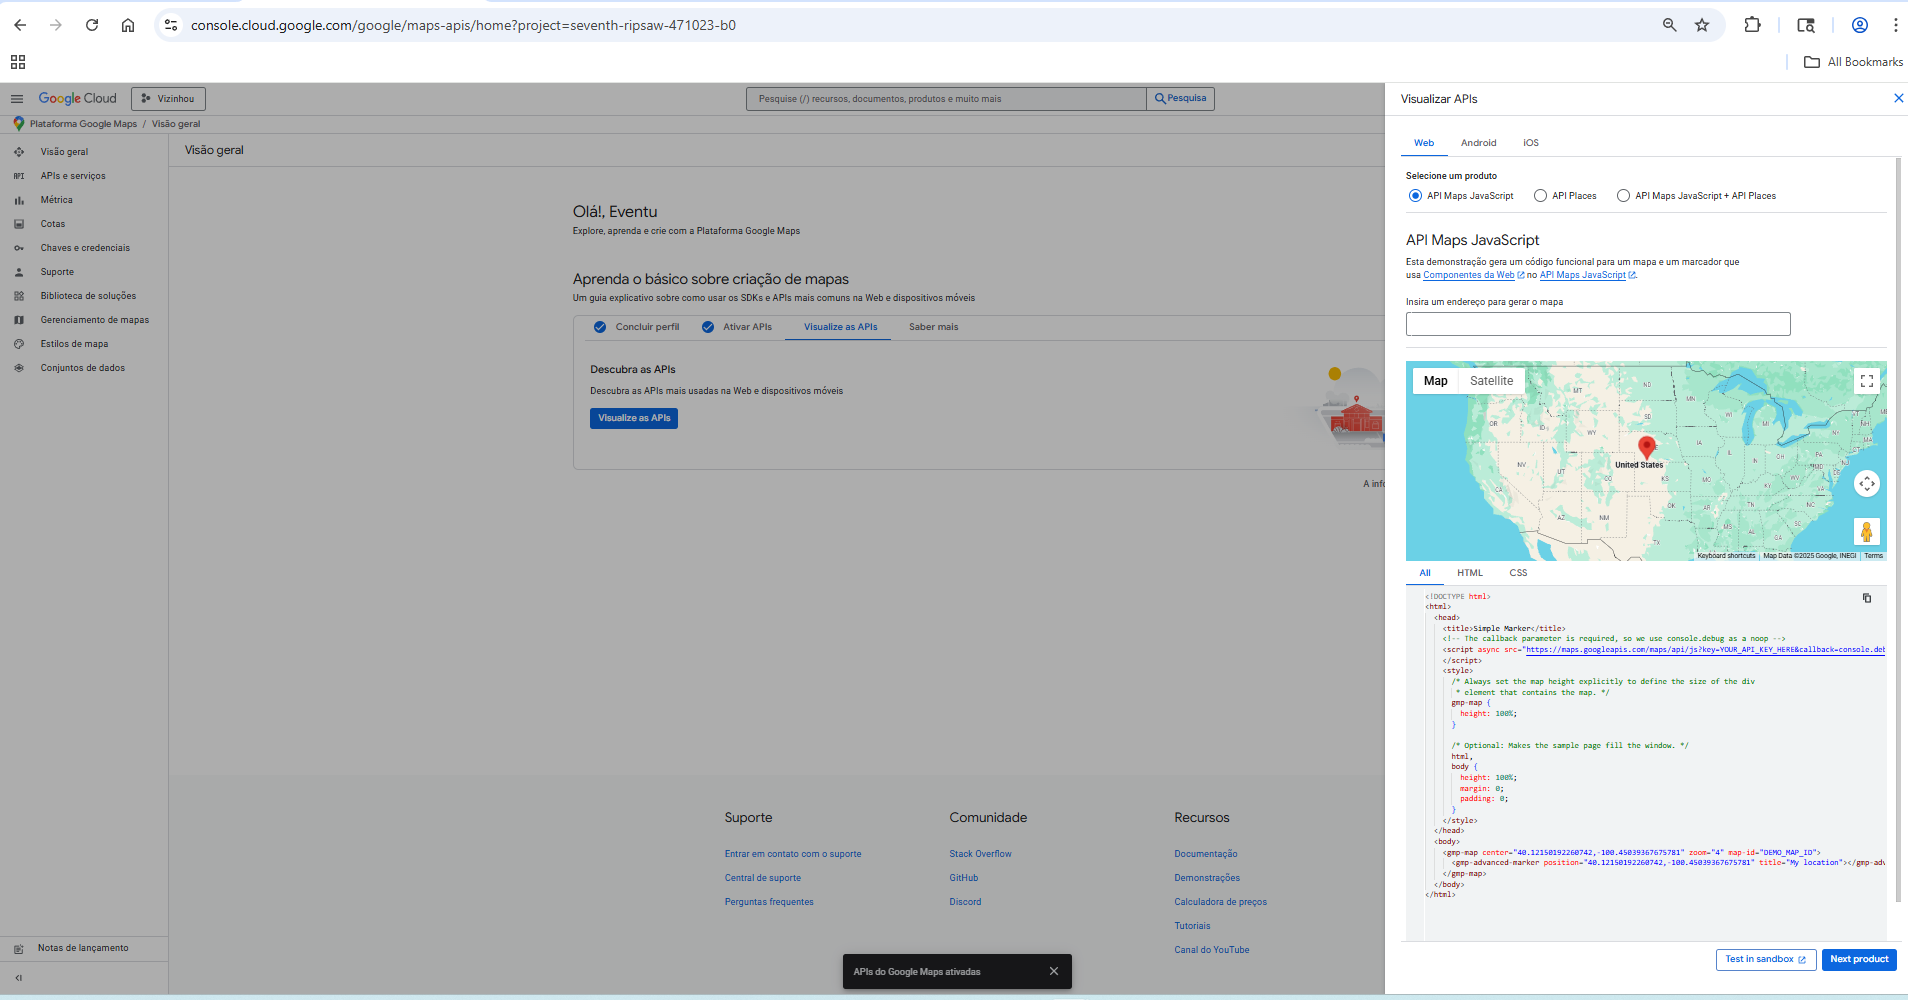 console.cloud.google.com/google/maps-apis/home?project=seventh-ripsaw-471023-b0
All Bookmarks
Google Cloud
Vizinhou
Pesquise (/) recursos, documentos, produtos e muito mais
Pesquisa
Plataforma Google Maps / Visão geral
Visão geral
APIs e serviços
Métrica
Cotas
Chaves e credenciais
Suporte
Biblioteca de soluções
Gerenciamento de mapas
Estilos de mapa
Conjuntos de dados
Notas de lançamento
Visão geral
Olá!, Eventu
Explore, aprenda e crie com a Plataforma Google Maps
Aprenda o básico sobre criação de mapas
Um guia explicativo sobre como usar os SDKs e APIs mais comuns na Web e dispositivos móveis
Concluir perfil
Ativar APIs
Visualize as APIs
Saber mais
Descubra as APIs
Descubra as APIs mais usadas na Web e dispositivos móveis
Visualize as APIs
A info
Suporte
Entrar em contato com o suporte
Central de suporte
Perguntas frequentes
Comunidade
Stack Overflow
GitHub
Discord
Recursos
Documentação
Demonstrações
Calculadora de preços
Tutoriais
Canal do YouTube
APIs do Google Maps ativadas
Visualizar APIs
Web
Android
iOS
Selecione um produto
API Maps JavaScript
API Places
API Maps JavaScript + API Places
API Maps JavaScript
Esta demonstração gera um código funcional para um mapa e um marcador que
usa Componentes da Web no API Maps JavaScript.
Insira um endereço para gerar o mapa
Map
Satellite
MT
ND
MN
OR
ID
SD
WI
MI
WY
IA
NY
NH
MA
NV
UT
CO
United States
KS
MO
IL
IN
OH
PA
WV
KY
VA
CA
AZ
NM
OK
AR
TN
NC
SC
MS
AL
GA
TX
Keyboard shortcuts
Map Data ©2025 Google, INEGI
Terms
All
HTML
CSS
<!DOCTYPE html>
<html>
<head>
<title>Simple Marker</title>
<!-- The callback parameter is required, so we use console.debug as a noop -->
<script async src="https://maps.googleapis.com/maps/api/js?key=YOUR_API_KEY_HERE&callback=console.deb
</script>
<style>
/* Always set the map height explicitly to define the size of the div
* element that contains the map. */
gmp-map {
height: 100%;
}
/* Optional: Makes the sample page fill the window. */
html,
body {
height: 100%;
margin: 0;
padding: 0;
}
</style>
</head>
<body>
<gmp-map center="40.12150192260742,-100.45039367675781" zoom="4" map-id="DEMO_MAP_ID">
<gmp-advanced-marker position="40.12150192260742,-100.45039367675781" title="My location"></gmp-adv
</gmp-map>
</body>
</html>
Test in sandbox
Next product